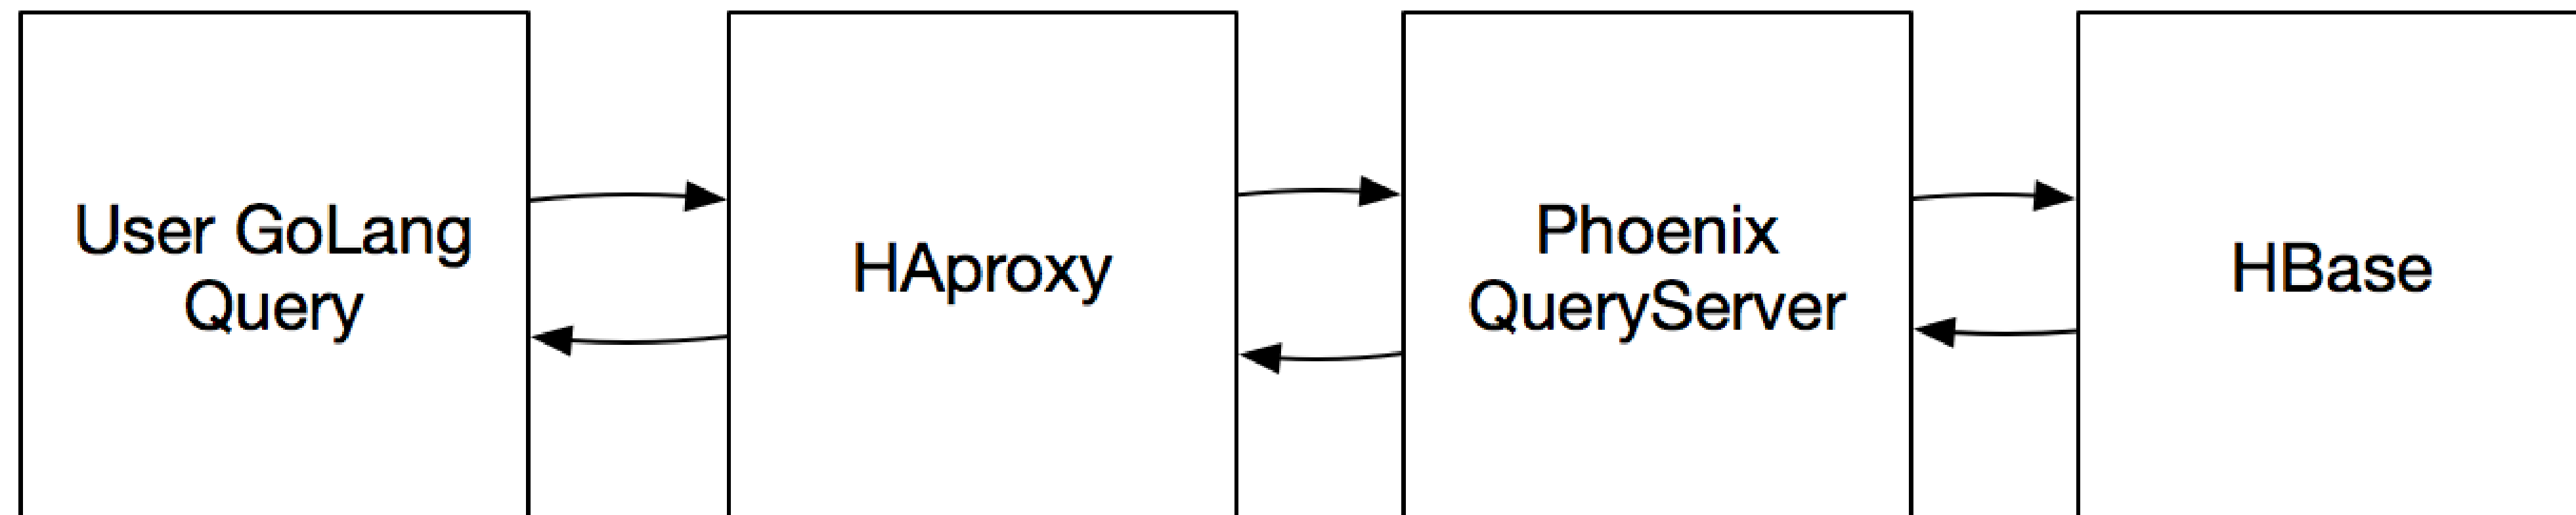 User GoLang
Query
HAproxy
Phoenix
QueryServer
HBase